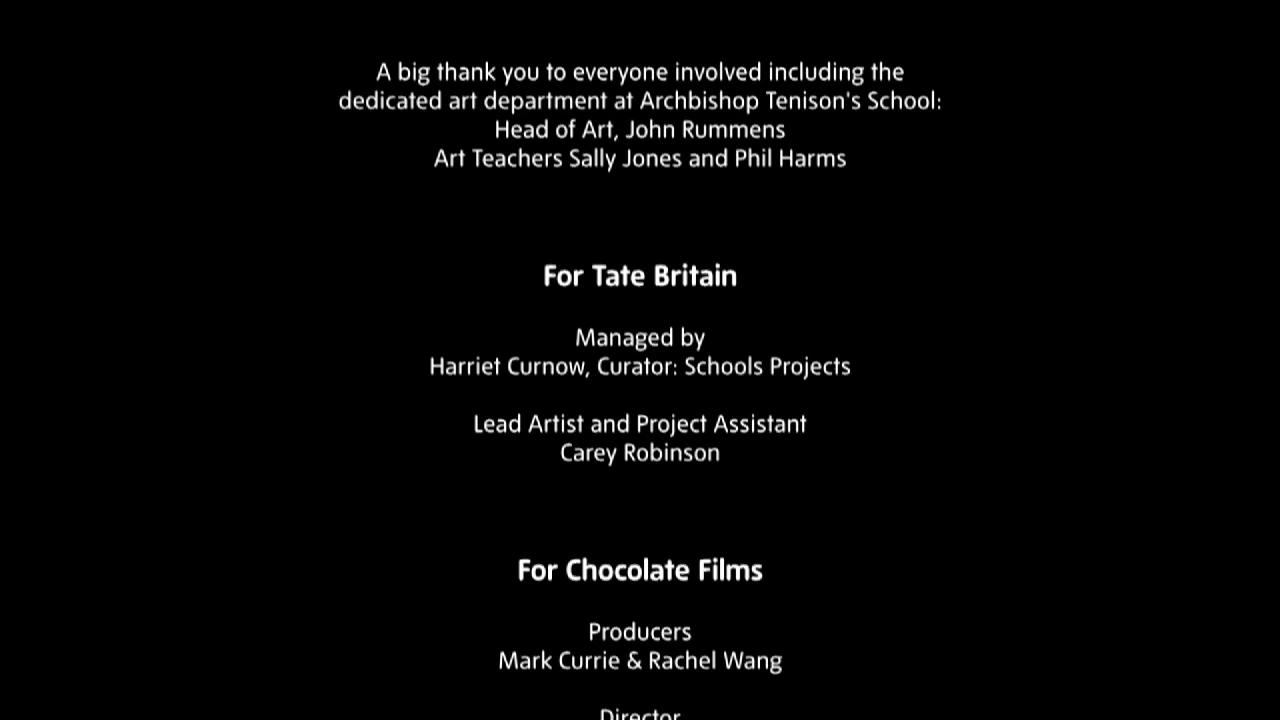 A big thank you to everyone involved including the
dedicated art department at Archbishop Tenison's School:
Head of Art, John Rummens
Art Teachers Sally Jones and Phil Harms
For Tate Britain
Managed by
Harriet Curnow, Curator: Schools Projects
Lead Artist and Project Assistant
Carey Robinson
For Chocolate Films
Producers
Mark Currie & Rachel Wang
Director